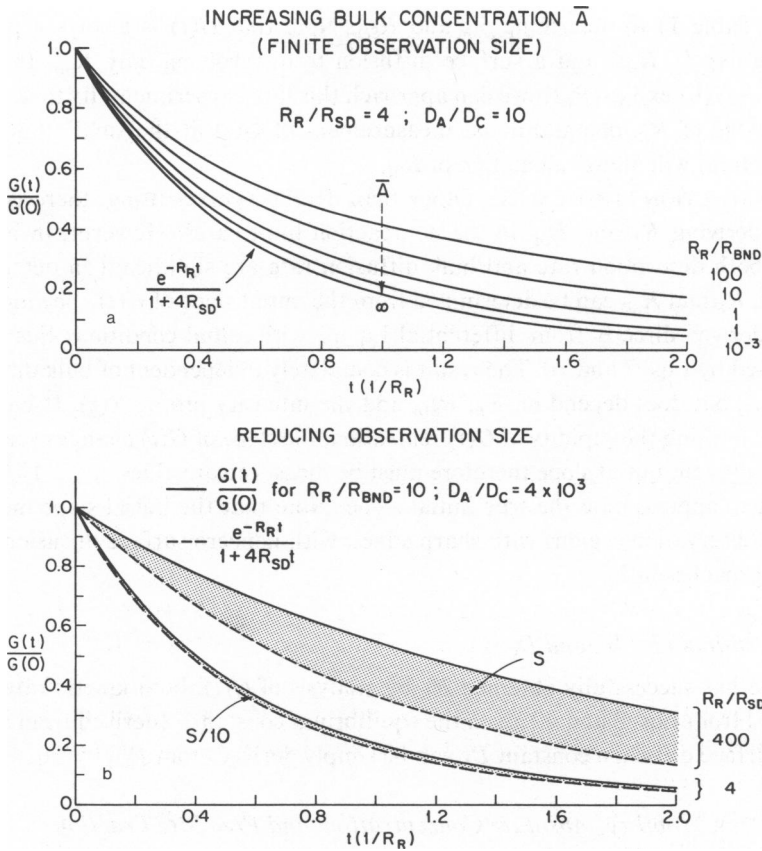 INCREASING BULK CONCENTRATION A̅
(FINITE OBSERVATION SIZE)
R_R/R_SD = 4 ; D_A/D_C = 10
1.0
0.8
0.6
G(t)
G(0)
0.4
0.2
0
A̅
∞
e^-R_R t
1 + 4R_SD t
a
R_R/R_BND
100
10
1
.1
10^-3
0 0.4 0.8 1.2 1.6 2.0
t (1/R_R)
REDUCING OBSERVATION SIZE
G(t)
G(0)
for R_R/R_BND = 10 ; D_A/D_C = 4 x 10^3
e^-R_R t
1 + 4R_SD t
1.0
0.8
0.6
G(t)
G(0)
0.4
0.2
0
S
S/10
b
R_R/R_SD
400
4
0 0.4 0.8 1.2 1.6 2.0
t (1/R_R)